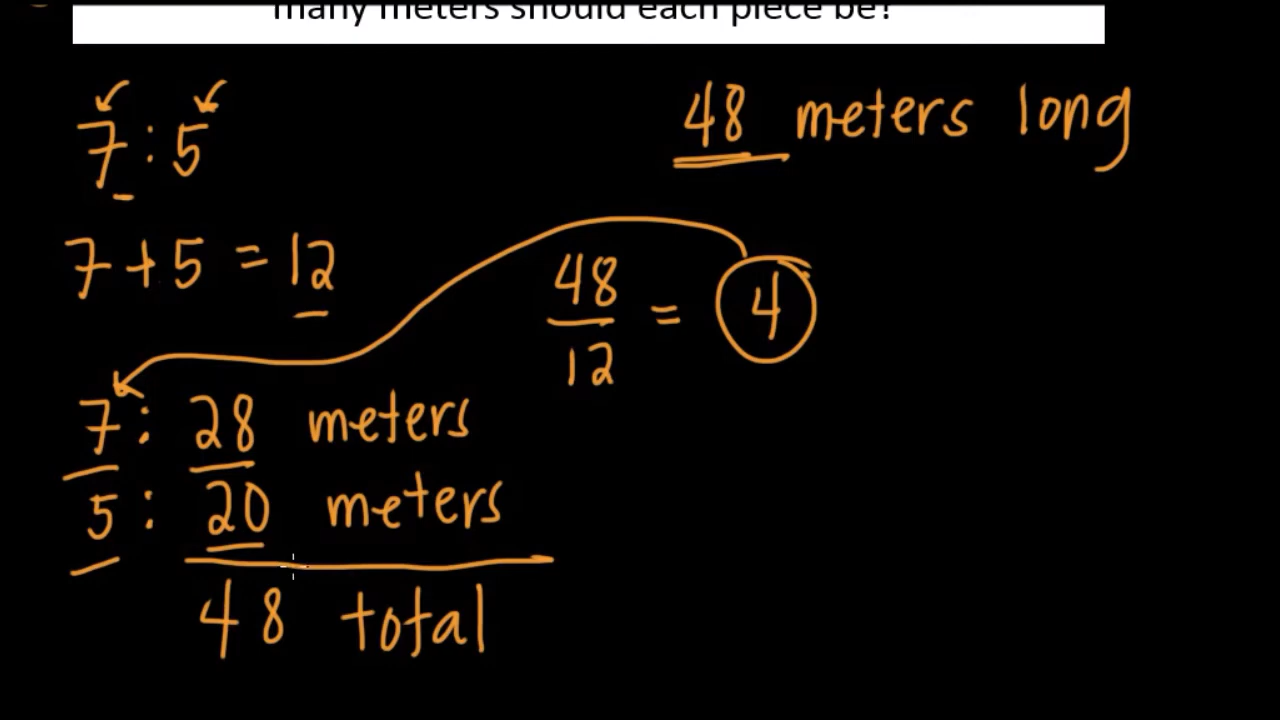 many meters should each piece be?
7 : 5
48 meters long
7 + 5 = 12
48
12
= 4
7 : 28 meters
5 : 20 meters
48 total